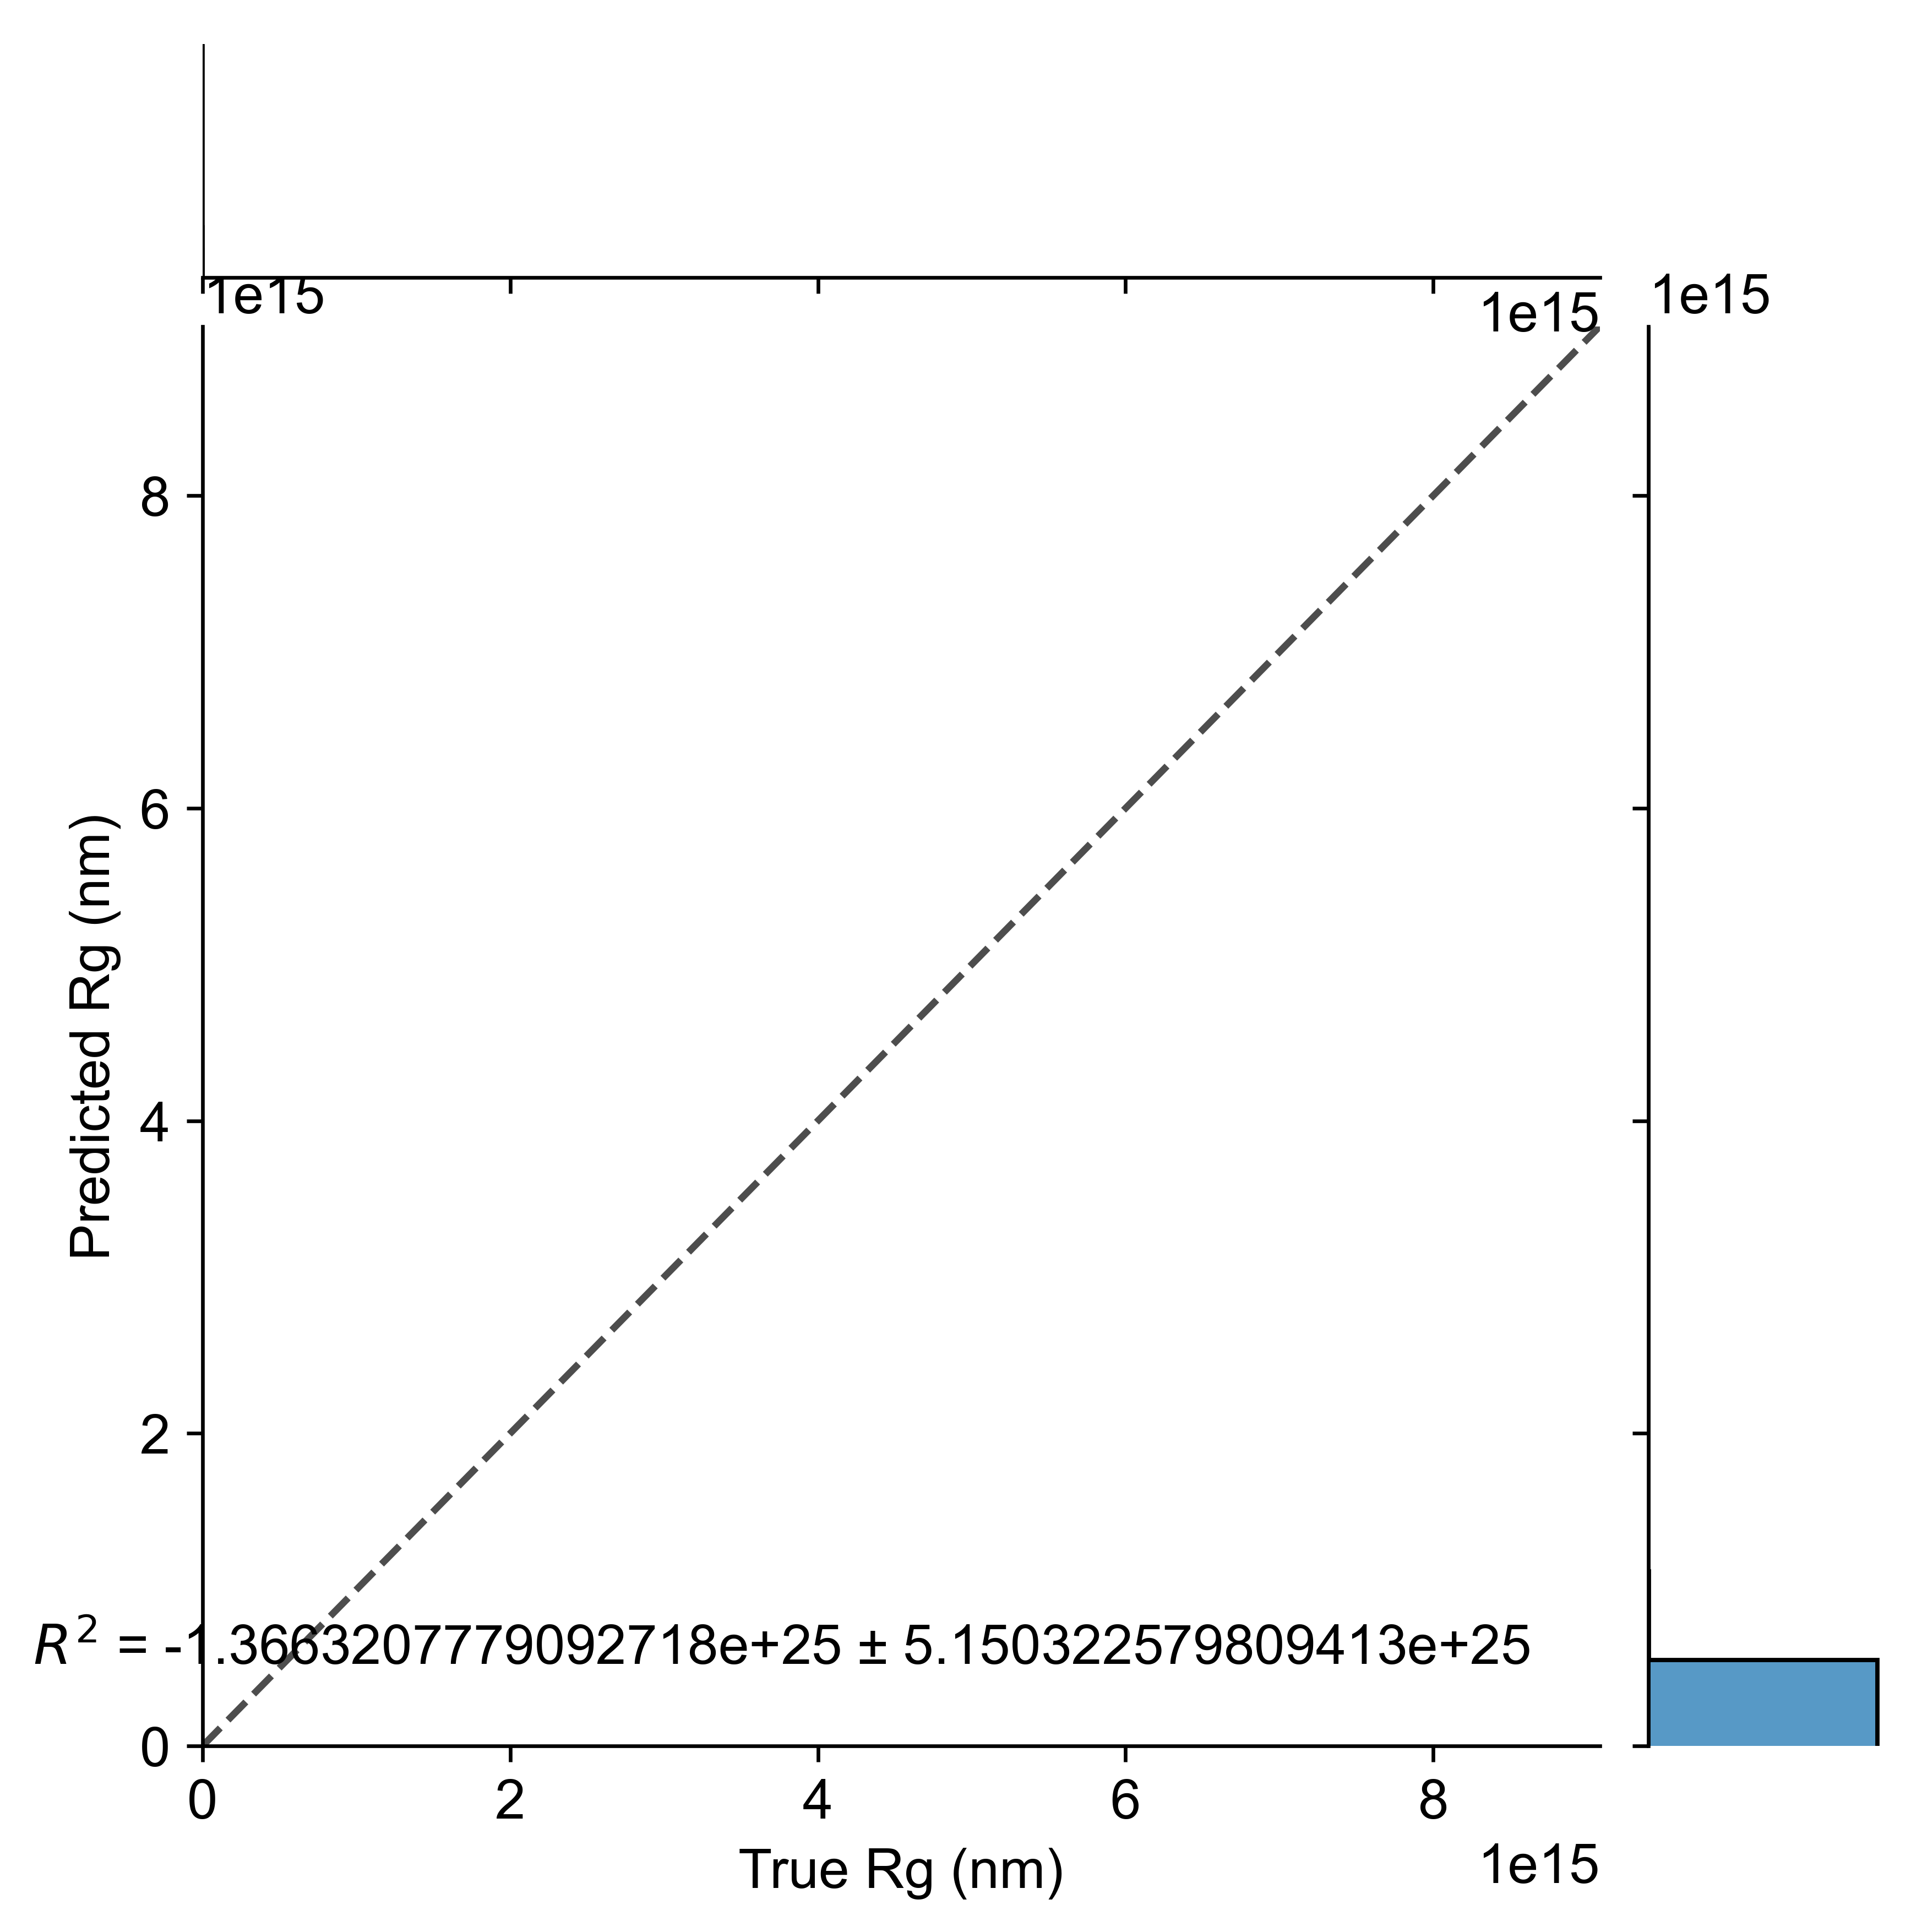 1e15
1e15
1e15
8
6
4
2
0
Predicted Rg (nm)
R² = -1.3663207779092718e+25 ± 5.150322579809413e+25
0 2 4 6 8
True Rg (nm)
1e15